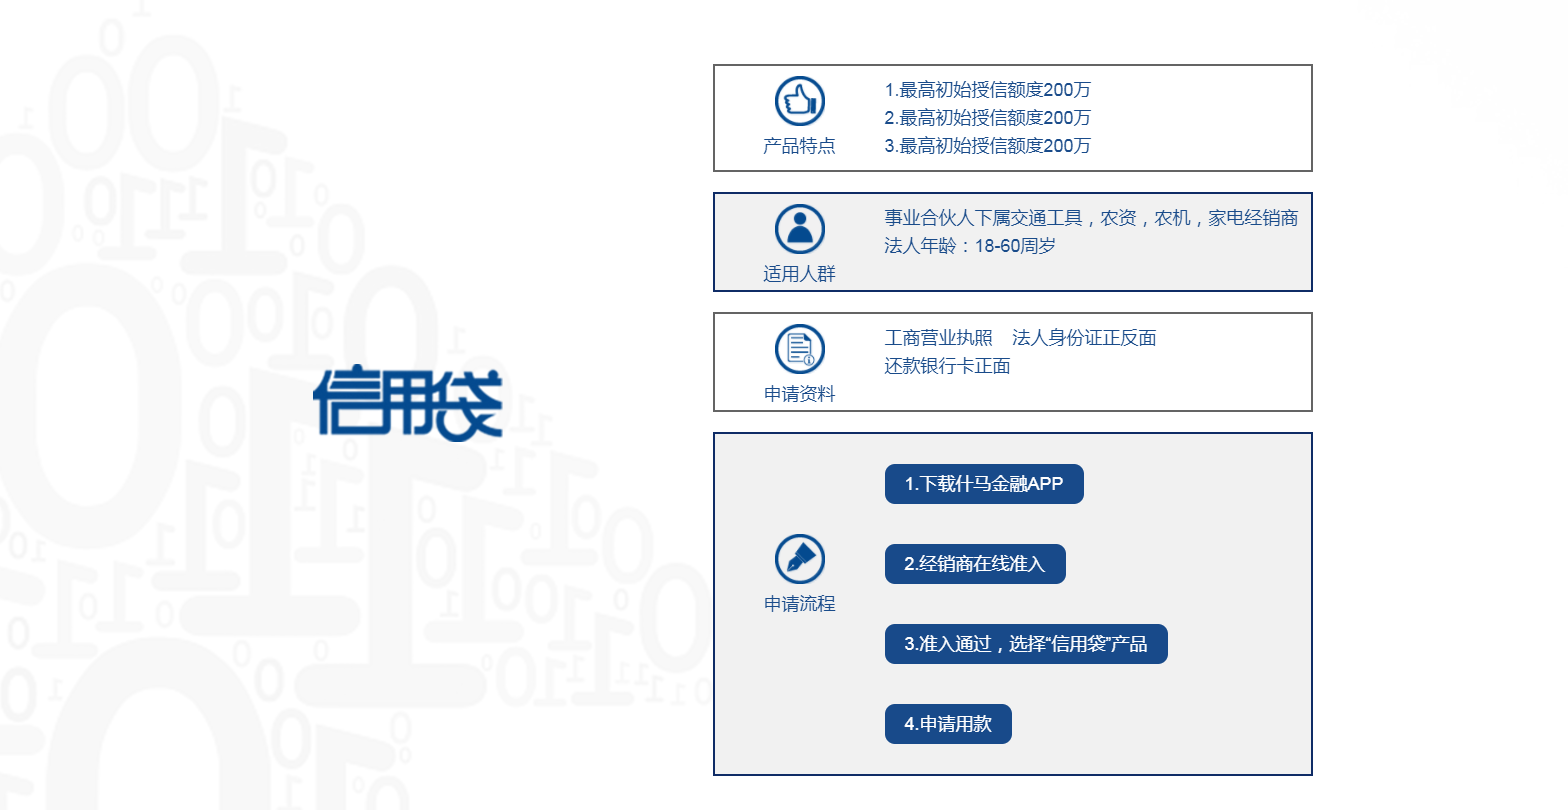 信用袋
产品特点
1.最高初始授信额度200万
2.最高初始授信额度200万
3.最高初始授信额度200万
适用人群
事业合伙人下属交通工具，农资，农机，家电经销商
法人年龄：18-60周岁
申请资料
工商营业执照 法人身份证正反面
还款银行卡正面
申请流程
1.下载什马金融APP
2.经销商在线准入
3.准入通过，选择“信用袋”产品
4.申请用款